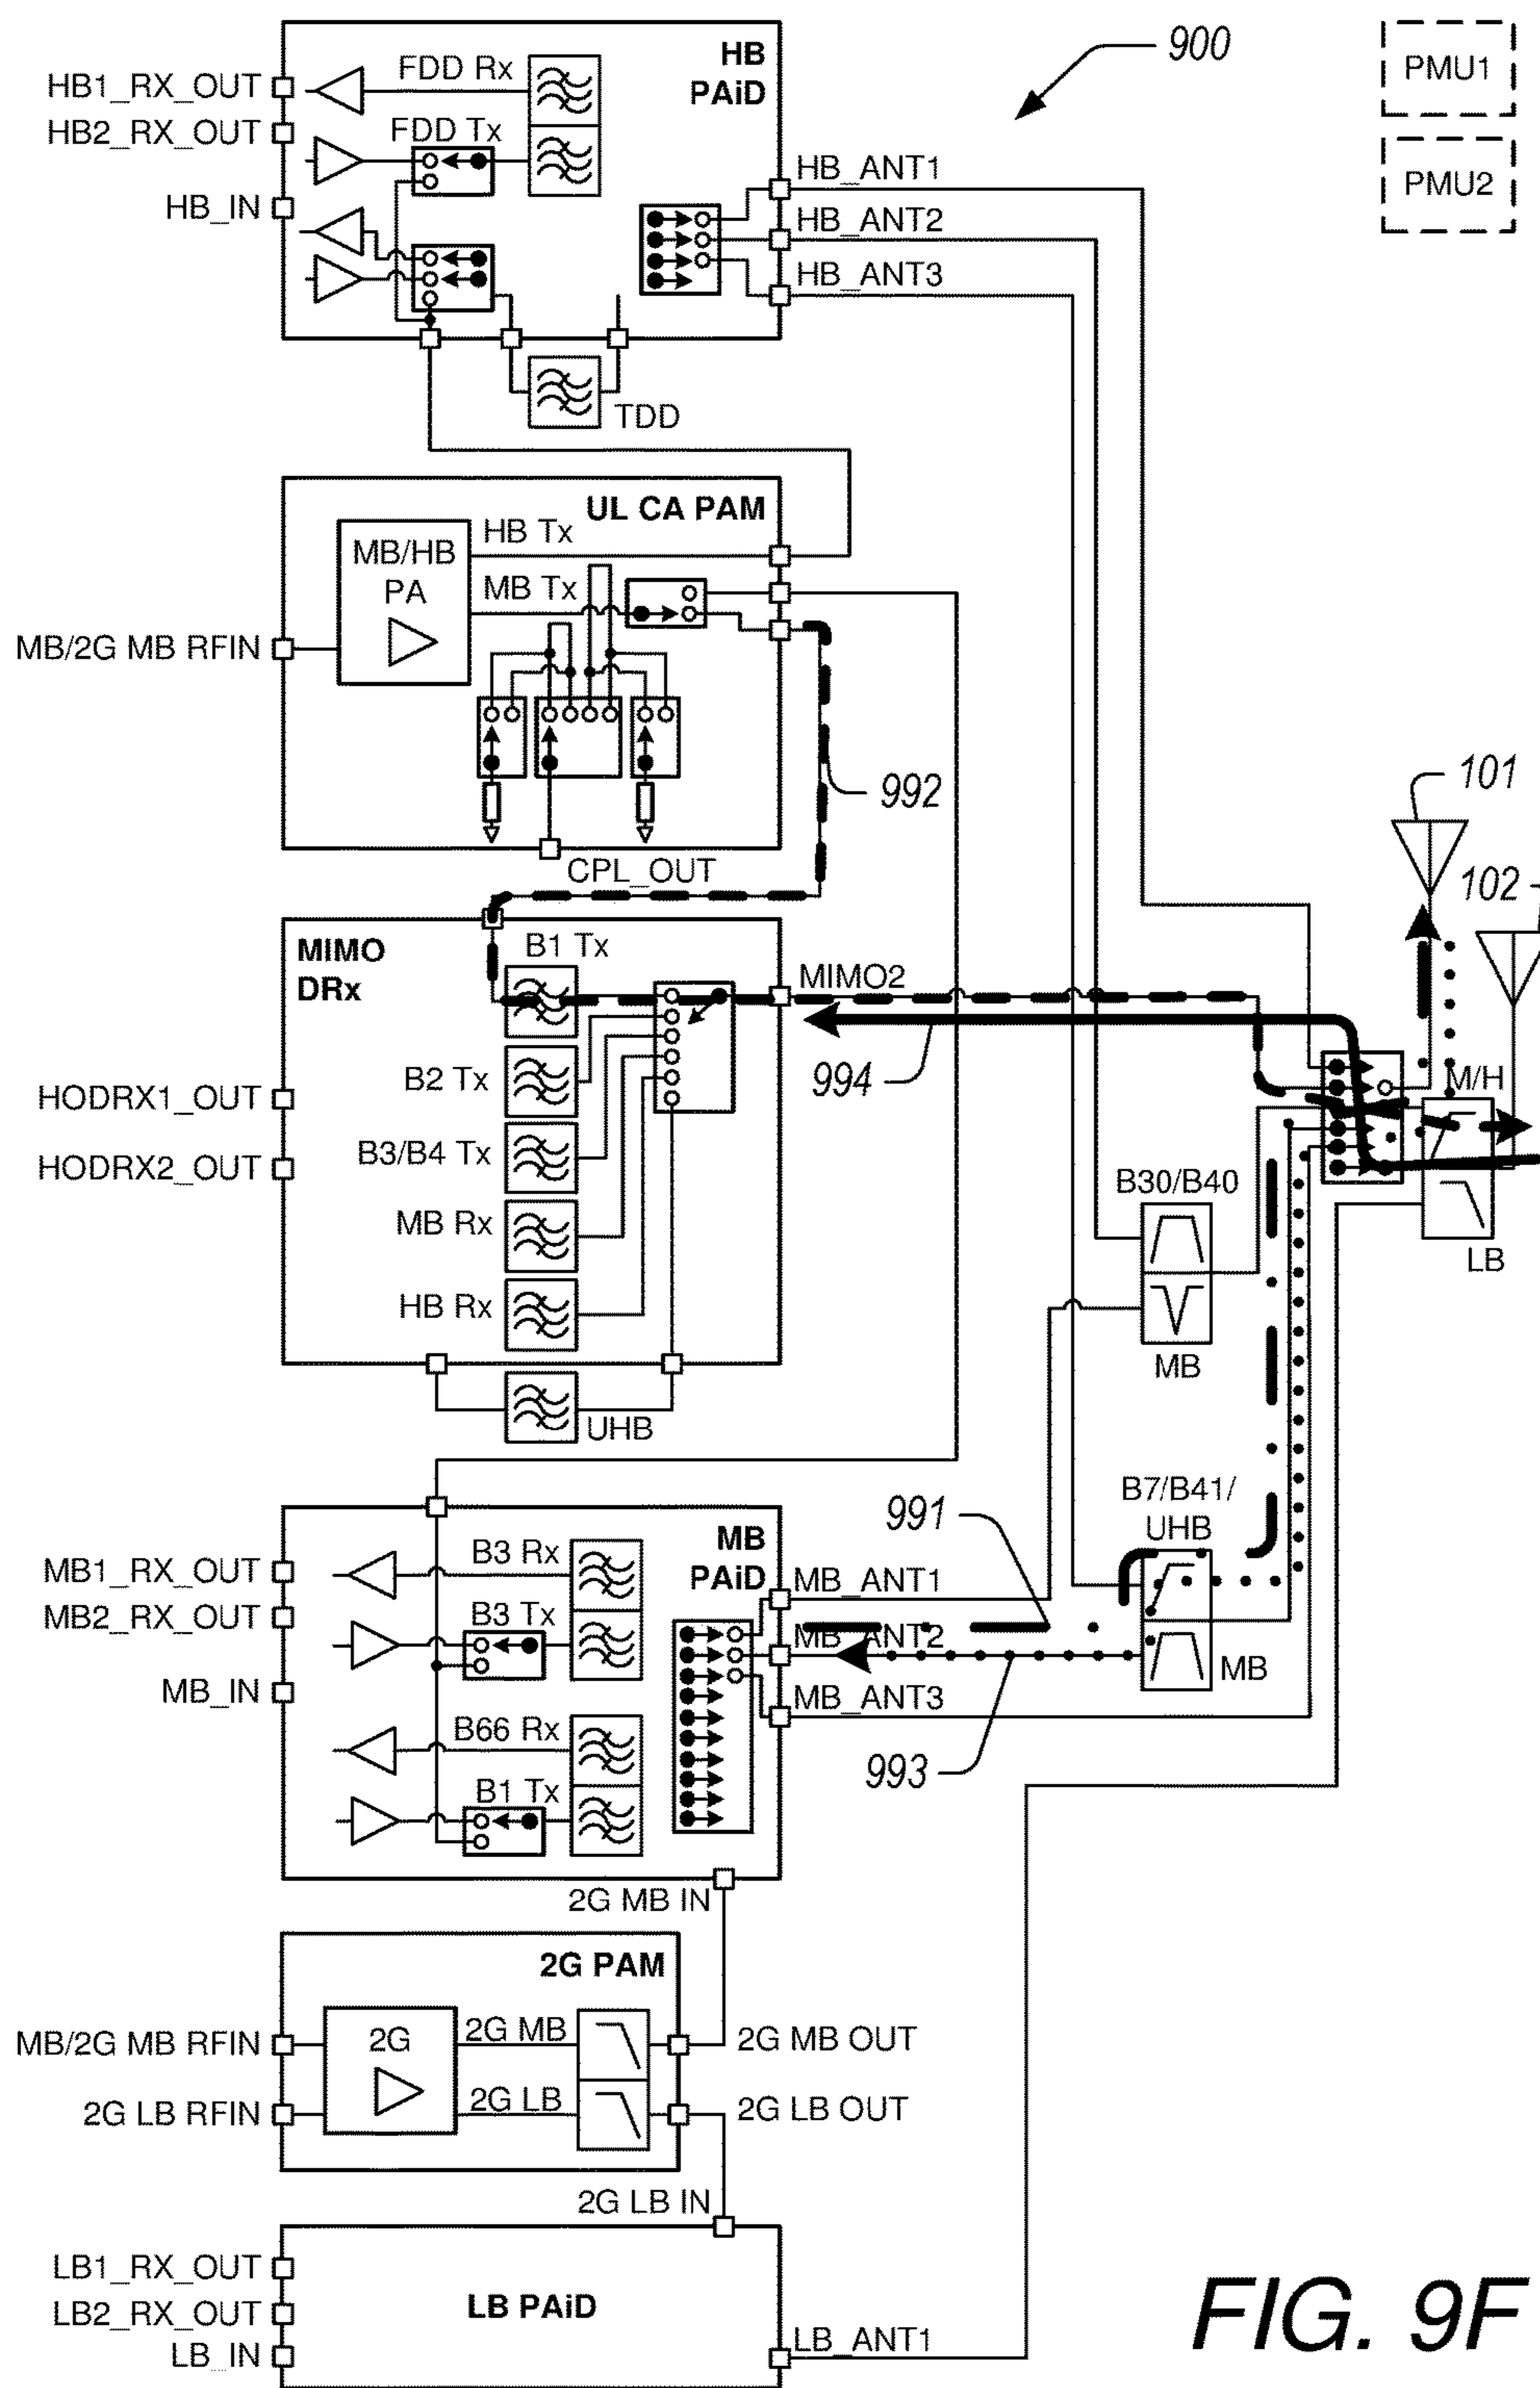 HB
PAiD
900
PMU1
PMU2
HB1_RX_OUT
HB2_RX_OUT
HB_IN
FDD Rx
FDD Tx
HB_ANT1
HB_ANT2
HB_ANT3
TDD
UL CA PAM
MB/HB
PA
HB Tx
MB Tx
MB/2G MB RFIN
992
CPL_OUT
101
102
MIMO
DRx
B1 Tx
MIMO2
B2 Tx
994
M/H
HODRX1_OUT
B3/B4 Tx
HODRX2_OUT
B30/B40
MB Rx
LB
HB Rx
MB
UHB
B7/B41/
UHB
991
MB
PAiD
MB1_RX_OUT
MB2_RX_OUT
MB_IN
B3 Rx
B3 Tx
MB_ANT1
MB_ANT2
MB
MB_ANT3
B66 Rx
993
B1 Tx
2G MB IN
2G PAM
MB/2G MB RFIN
2G
2G MB
2G MB OUT
2G LB RFIN
2G LB
2G LB OUT
2G LB IN
LB1_RX_OUT
LB2_RX_OUT
LB_IN
LB PAiD
LB_ANT1
FIG. 9F